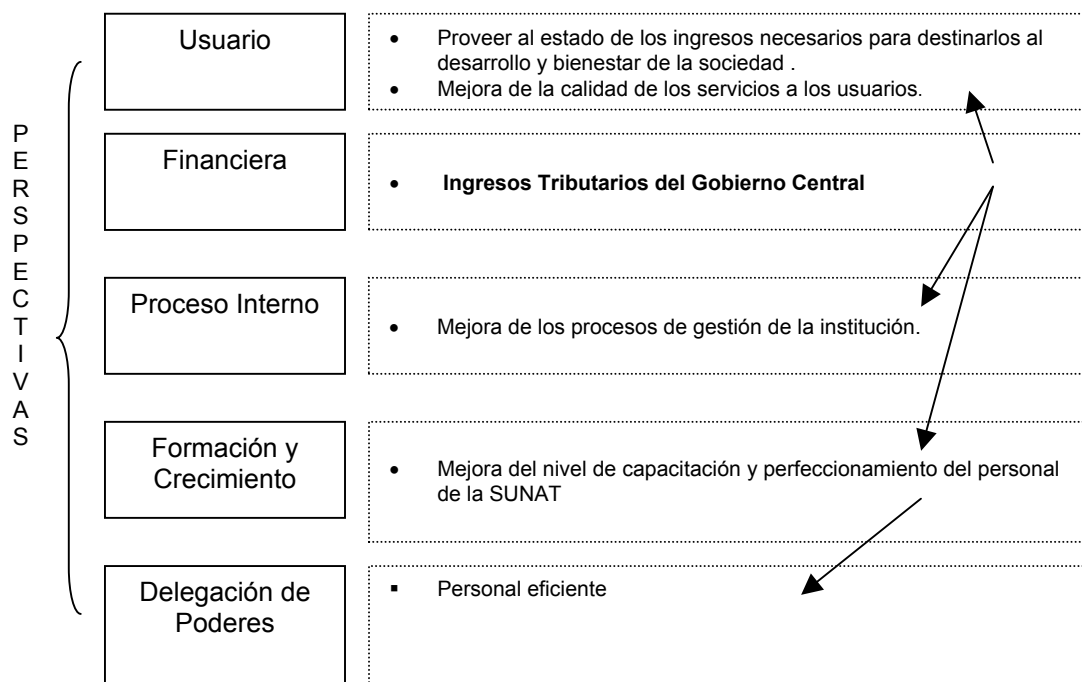 PERSPECTIVAS
Usuario
• Proveer al estado de los ingresos necesarios para destinarlos al
desarrollo y bienestar de la sociedad .
• Mejora de la calidad de los servicios a los usuarios.
Financiera
• Ingresos Tributarios del Gobierno Central
Proceso Interno
• Mejora de los procesos de gestión de la institución.
Formación y
Crecimiento
• Mejora del nivel de capacitación y perfeccionamiento del personal
de la SUNAT
Delegación de
Poderes
▪ Personal eficiente